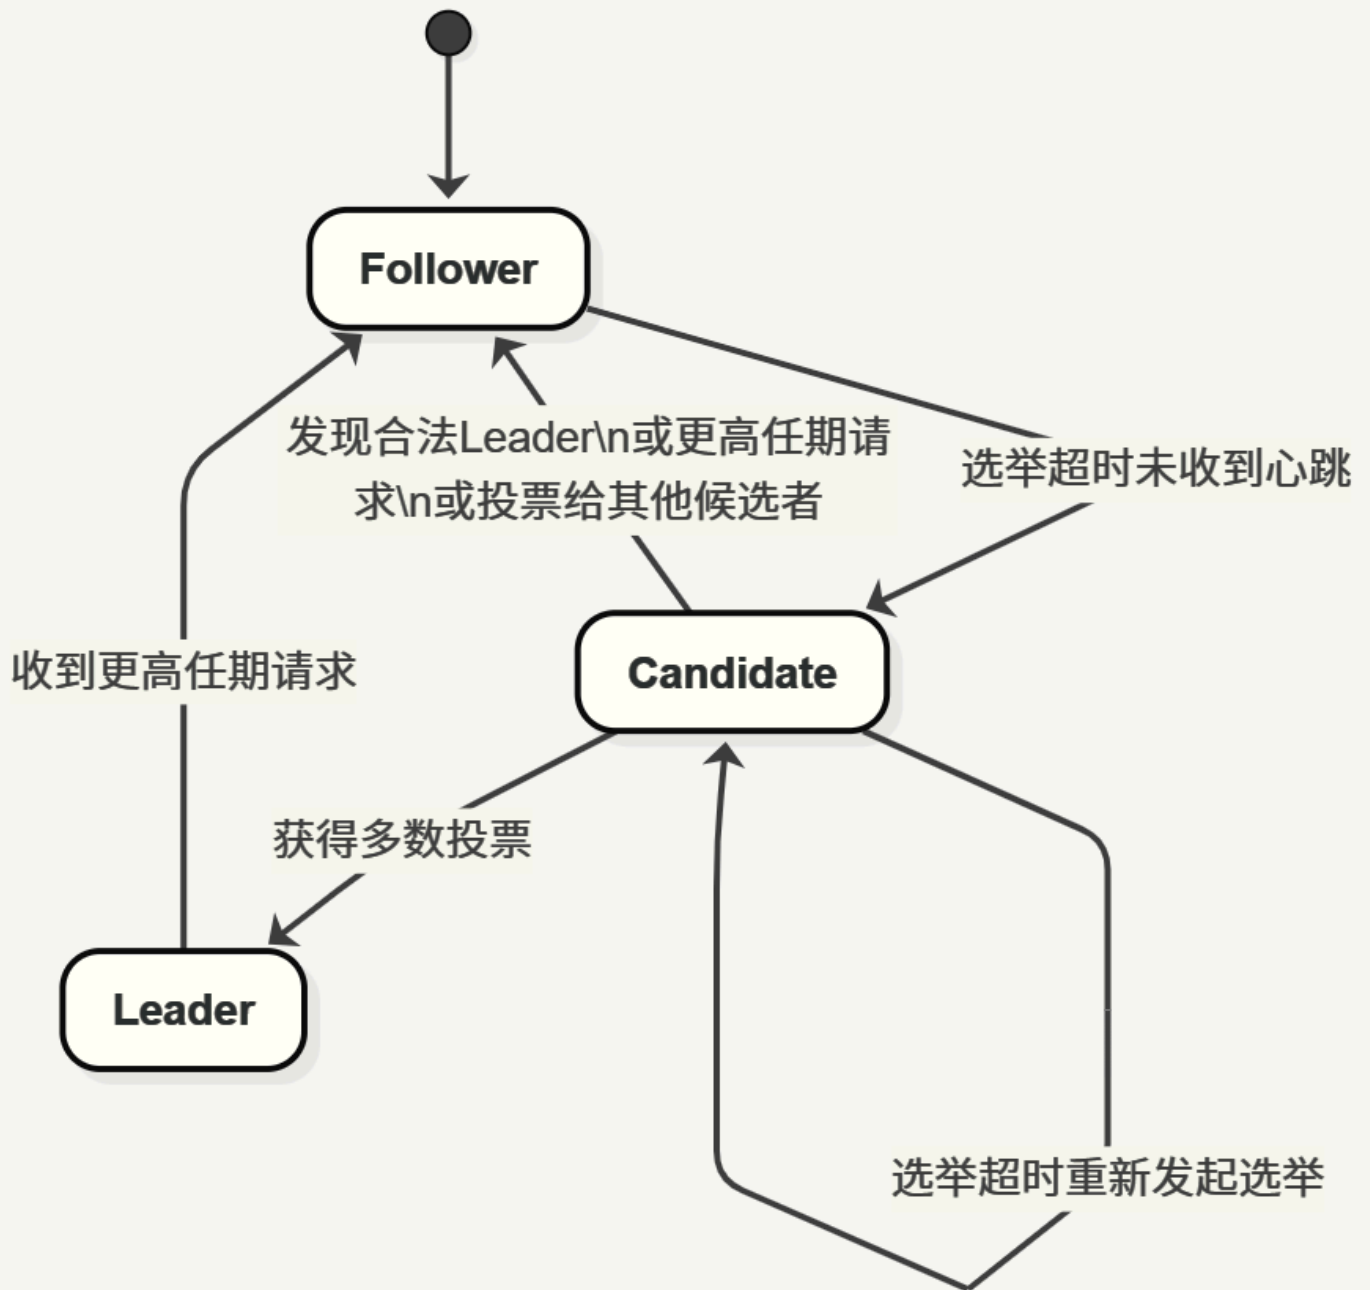 Follower
发现合法Leader\n或更高任期请
求\n或投票给其他候选者
选举超时未收到心跳
收到更高任期请求
Candidate
获得多数投票
Leader
选举超时重新发起选举